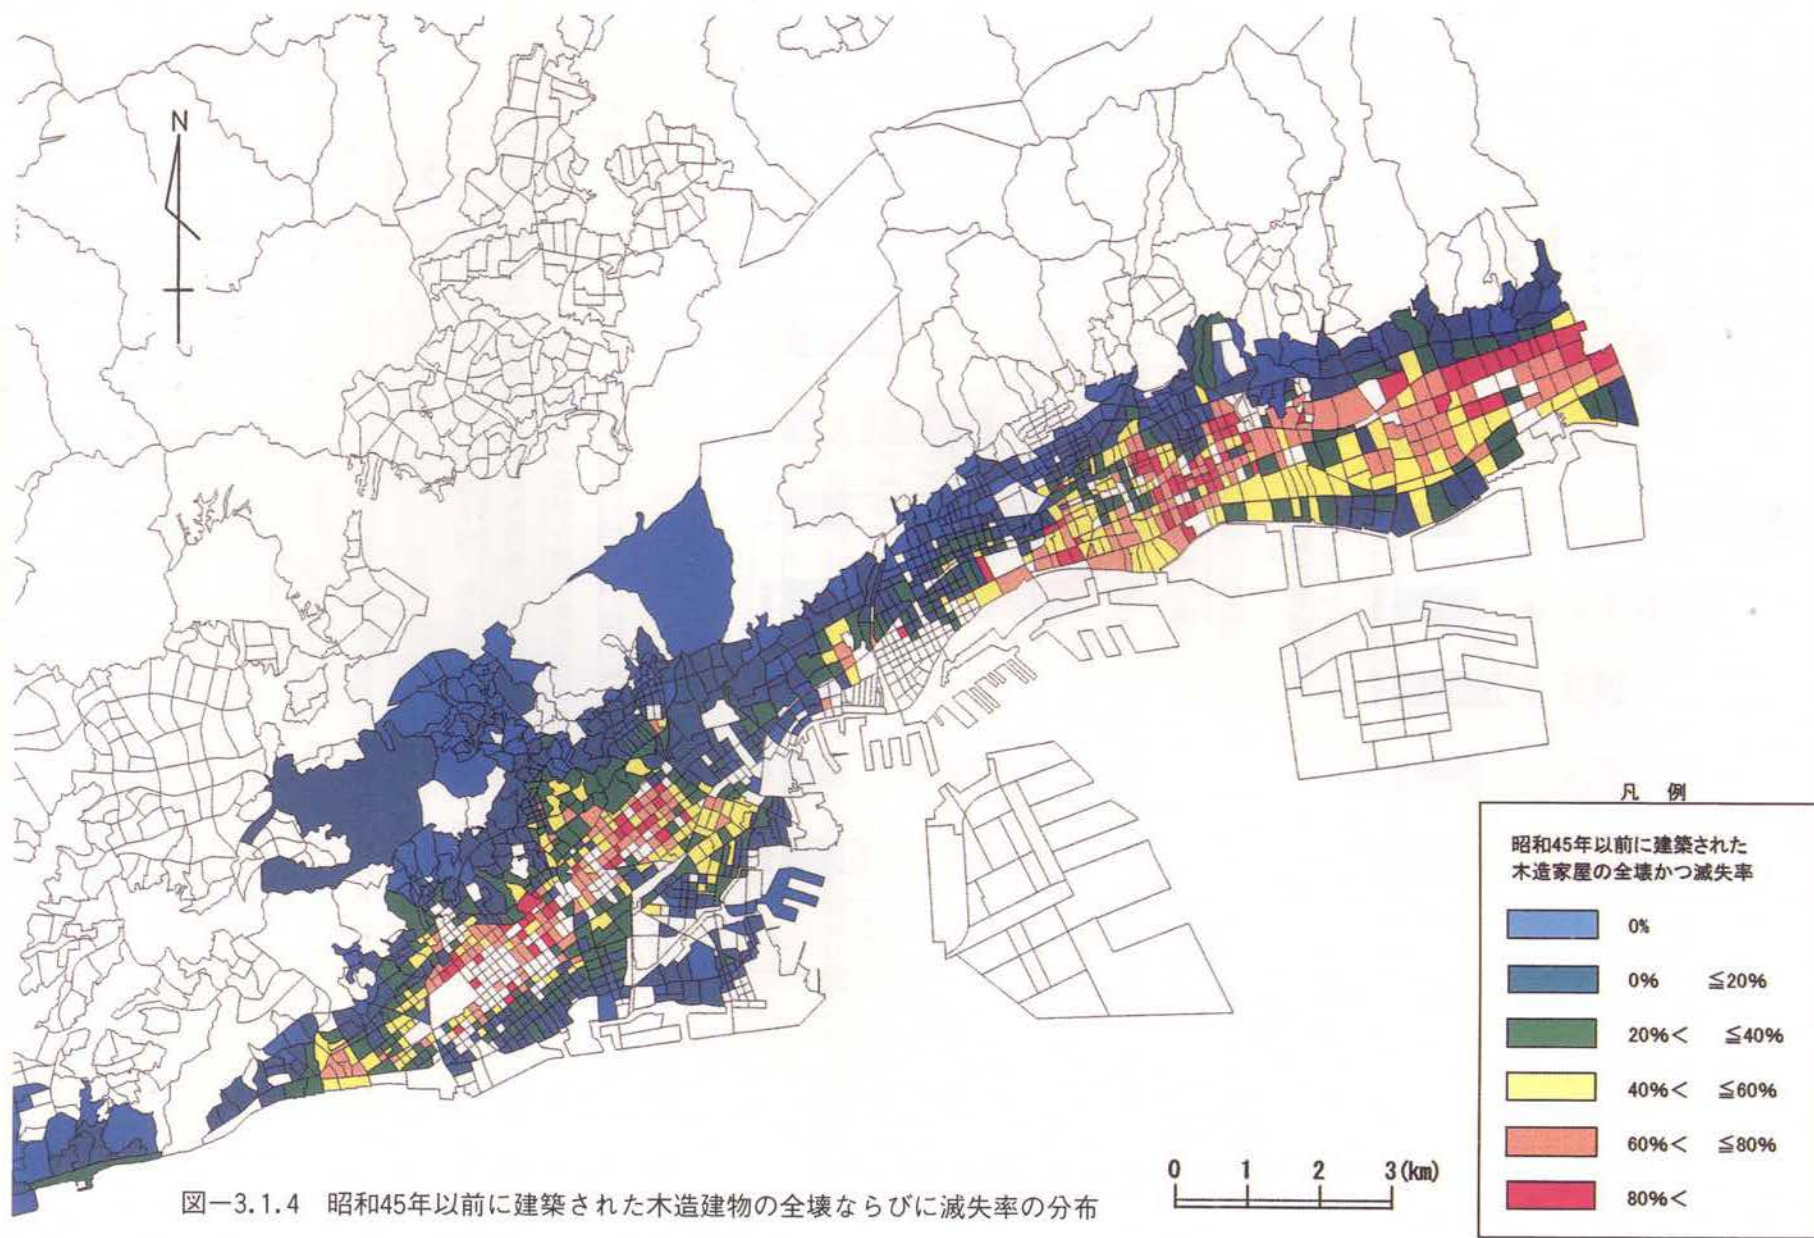 N
凡 例
昭和45年以前に建築された
木造家屋の全壊かつ滅失率
0%
0% ≦20%
20%< ≦40%
40%< ≦60%
60%< ≦80%
80%<
0 1 2 3(km)
図ー3.1.4 昭和45年以前に建築された木造建物の全壊ならびに滅失率の分布